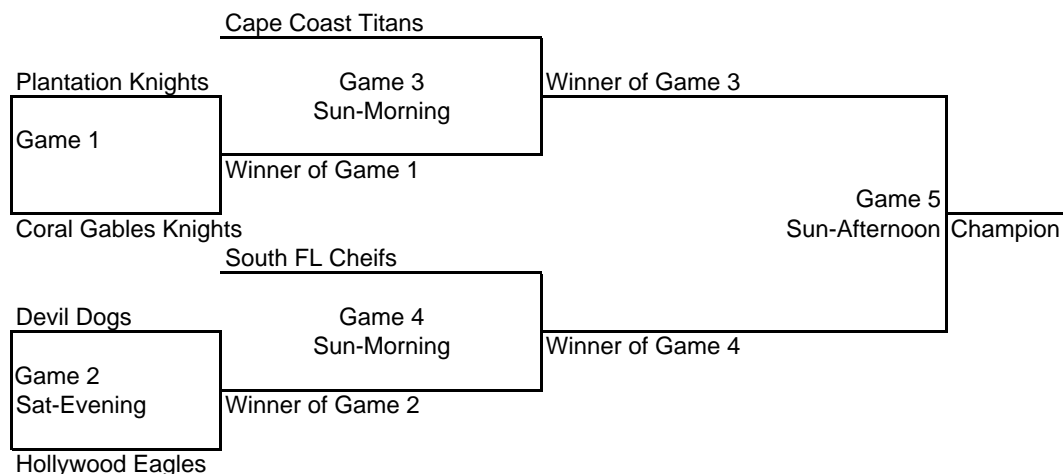 Cape Coast Titans
Plantation Knights
Game 3
Winner of Game 3
Sun-Morning
Game 1
Winner of Game 1
Game 5
Coral Gables Knights
Sun-Afternoon
Champion
South FL Cheifs
Devil Dogs
Game 4
Sun-Morning
Winner of Game 4
Game 2
Sat-Evening
Winner of Game 2
Hollywood Eagles